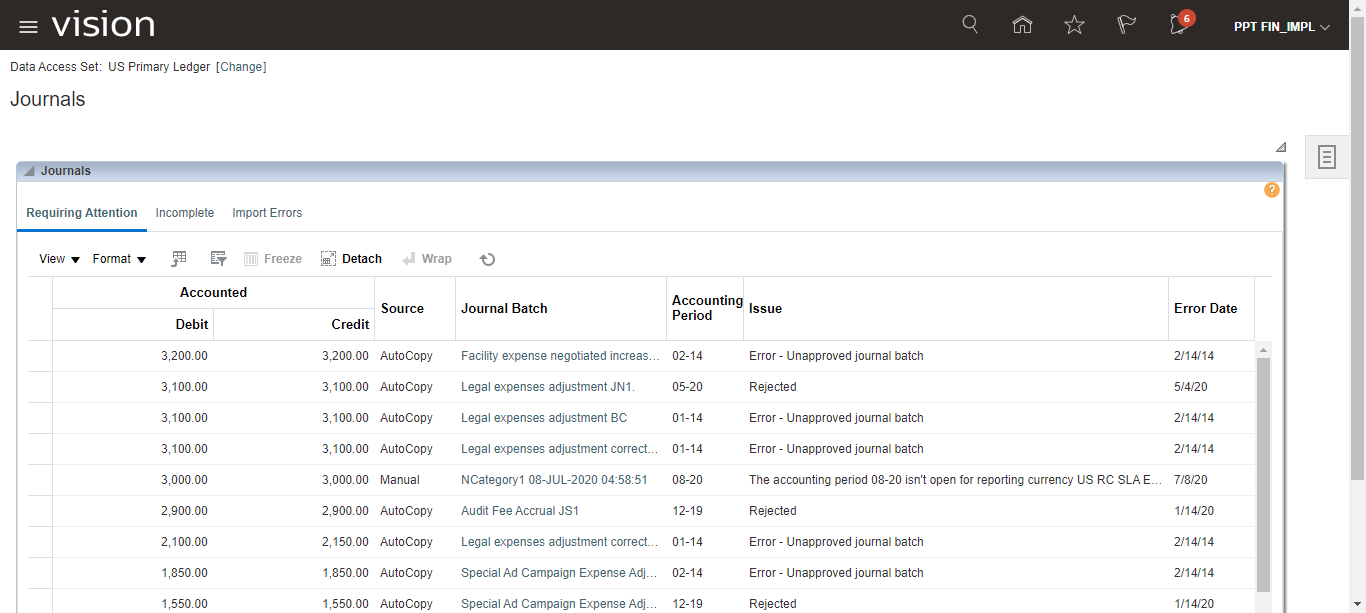 vision
6
PPT FIN_IMPL
Data Access Set: US Primary Ledger [Change]
Journals
Journals
?
Requiring Attention Incomplete Import Errors
View Format Freeze Detach Wrap
Accounted
Debit Credit Source Journal Batch Accounting Period Issue Error Date
3,200.00 3,200.00 AutoCopy Facility expense negotiated increas... 02-14 Error - Unapproved journal batch 2/14/14
3,100.00 3,100.00 AutoCopy Legal expenses adjustment JN1. 05-20 Rejected 5/4/20
3,100.00 3,100.00 AutoCopy Legal expenses adjustment BC 01-14 Error - Unapproved journal batch 2/14/14
3,100.00 3,100.00 AutoCopy Legal expenses adjustment correct... 01-14 Error - Unapproved journal batch 2/14/14
3,000.00 3,000.00 Manual NCategory1 08-JUL-2020 04:58:51 08-20 The accounting period 08-20 isn't open for reporting currency US RC SLA E... 7/8/20
2,900.00 2,900.00 AutoCopy Audit Fee Accrual JS1 12-19 Rejected 1/14/20
2,100.00 2,150.00 AutoCopy Legal expenses adjustment correct... 01-14 Error - Unapproved journal batch 2/14/14
1,850.00 1,850.00 AutoCopy Special Ad Campaign Expense Adj... 02-14 Error - Unapproved journal batch 2/14/14
1,550.00 1,550.00 AutoCopy Special Ad Campaign Expense Adj... 12-19 Rejected 1/14/20